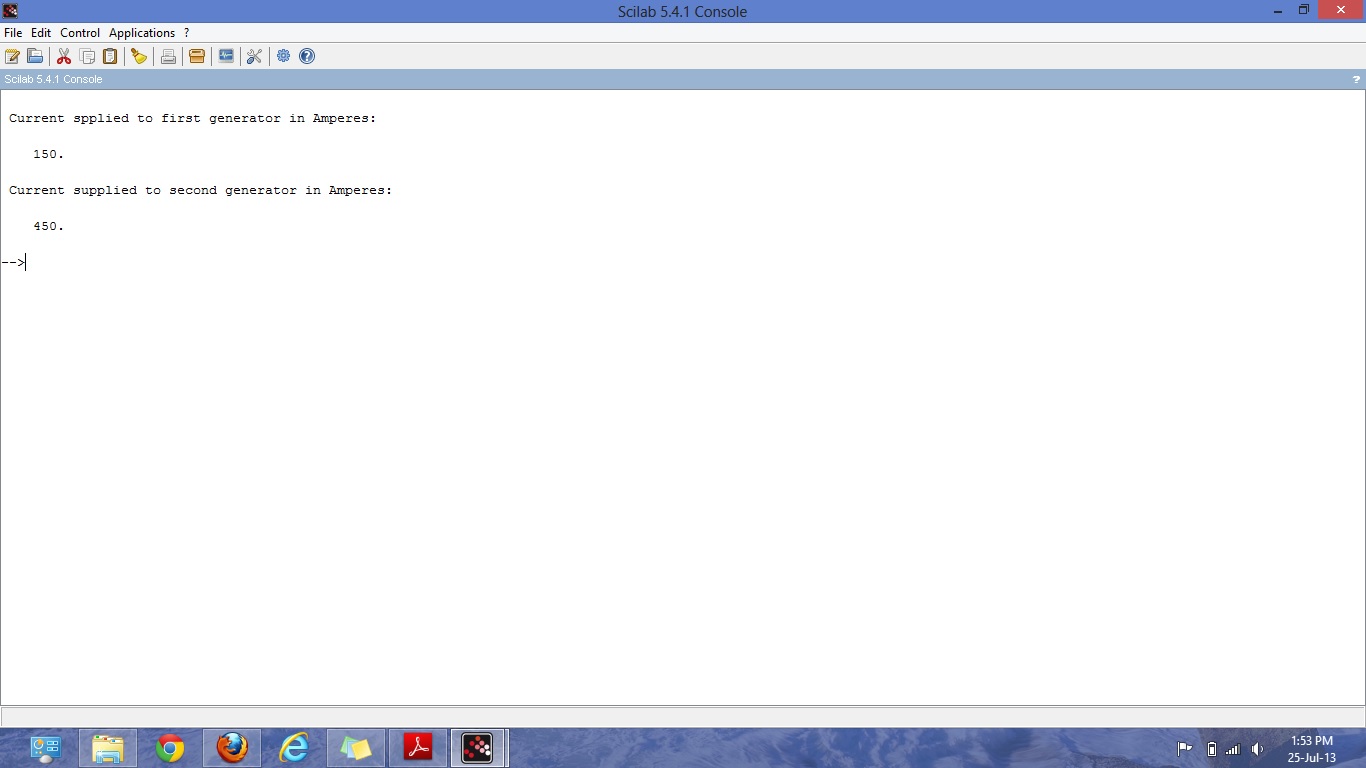 Scilab 5.4.1 Console
File Edit Control Applications ?
Scilab 5.4.1 Console ?
Current spplied to first generator in Amperes:
150.
Current supplied to second generator in Amperes:
450.
-->
1:53 PM
25-Jul-13